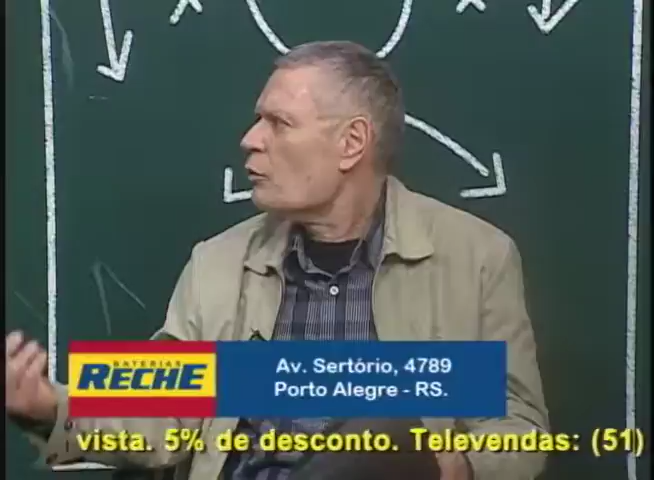 BATERIAS
RECHE
Av. Sertório, 4789
Porto Alegre - RS.
vista. 5% de desconto. Televendas: (51)